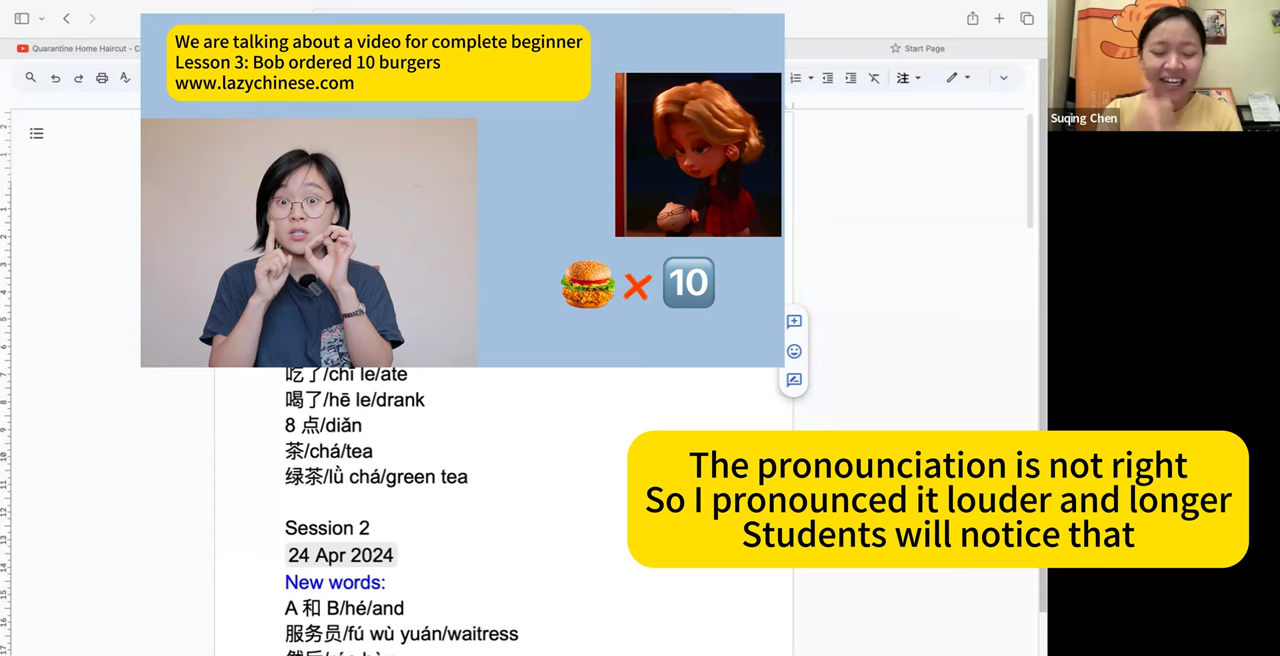 Quarantine Home Haircut - C
Start Page
We are talking about a video for complete beginner
Lesson 3: Bob ordered 10 burgers
www.lazychinese.com
注
Suqing Chen
10
吃了/chī le/ate
喝了/hē le/drank
8 点/diǎn
茶/chá/tea
绿茶/lǜ chá/green tea
Session 2
24 Apr 2024
New words:
A 和 B/hé/and
服务员/fú wù yuán/waitress
The pronounciation is not right
So I pronounced it louder and longer
Students will notice that